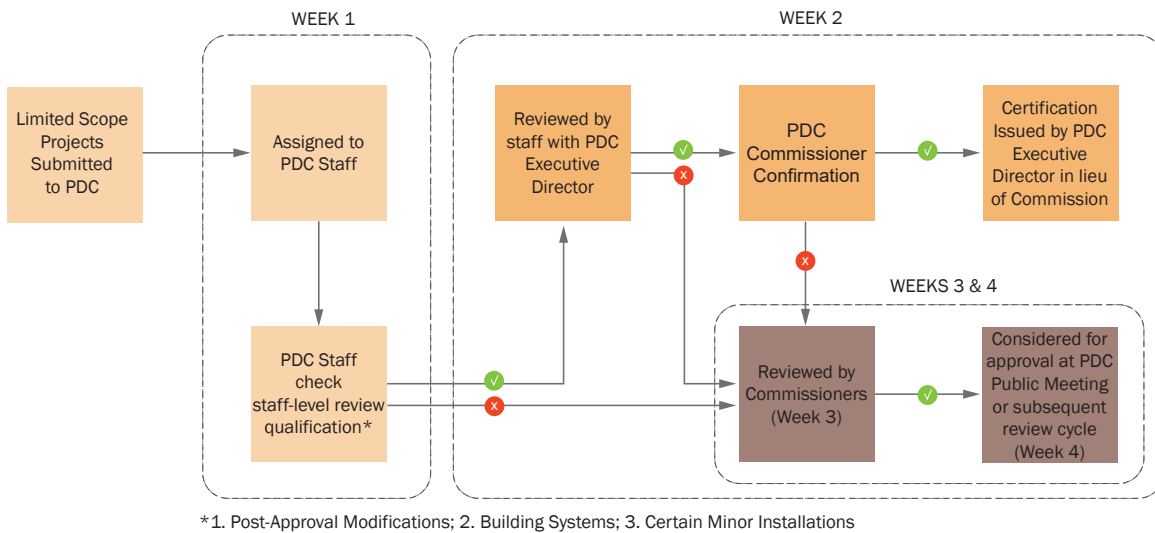 WEEK 1
WEEK 2
Limited Scope
Projects
Submitted
to PDC
Assigned to
PDC Staff
Reviewed by
staff with PDC
Executive
Director
√
x
PDC
Commissioner
Confirmation
√
Certification
Issued by PDC
Executive
Director in lieu
of Commission
x
WEEKS 3 & 4
PDC Staff
check
staff-level review
qualification*
√
x
Reviewed by
Commissioners
(Week 3)
√
Considered for
approval at PDC
Public Meeting
or subsequent
review cycle
(Week 4)
*1. Post-Approval Modifications; 2. Building Systems; 3. Certain Minor Installations